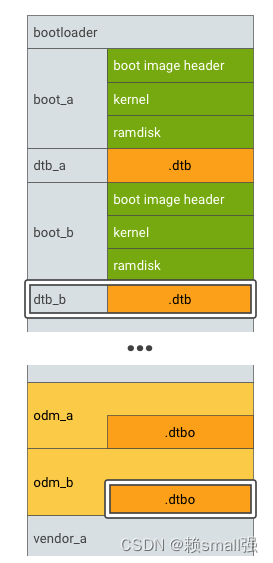 bootloader
boot_a
boot image header
kernel
ramdisk
dtb_a
.dtb
boot_b
boot image header
kernel
ramdisk
dtb_b
.dtb
•••
odm_a
.dtbo
odm_b
.dtbo
vendor_a
CSDN @赖small强